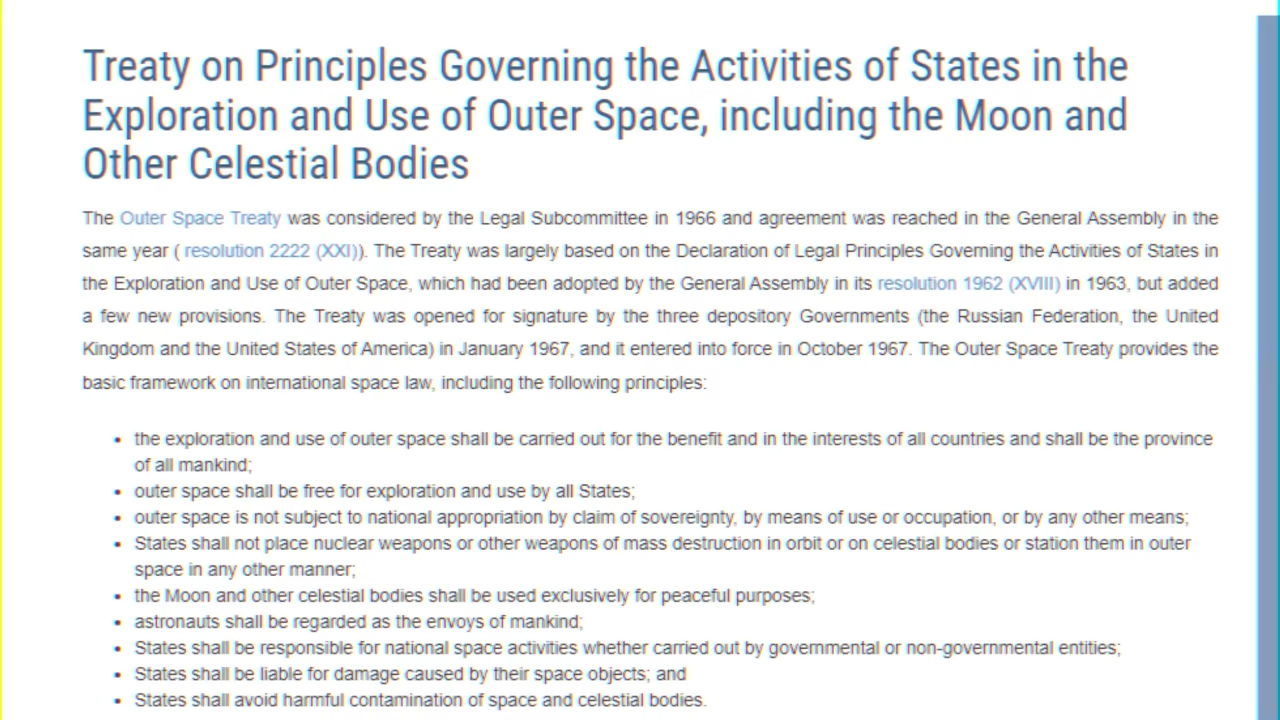 Treaty on Principles Governing the Activities of States in the
Exploration and Use of Outer Space, including the Moon and
Other Celestial Bodies
The Outer Space Treaty was considered by the Legal Subcommittee in 1966 and agreement was reached in the General Assembly in the
same year ( resolution 2222 (XXI)). The Treaty was largely based on the Declaration of Legal Principles Governing the Activities of States in
the Exploration and Use of Outer Space, which had been adopted by the General Assembly in its resolution 1962 (XVIII) in 1963, but added
a few new provisions. The Treaty was opened for signature by the three depository Governments (the Russian Federation, the United
Kingdom and the United States of America) in January 1967, and it entered into force in October 1967. The Outer Space Treaty provides the
basic framework on international space law, including the following principles:
▪ the exploration and use of outer space shall be carried out for the benefit and in the interests of all countries and shall be the province
of all mankind;
▪ outer space shall be free for exploration and use by all States;
▪ outer space is not subject to national appropriation by claim of sovereignty, by means of use or occupation, or by any other means;
▪ States shall not place nuclear weapons or other weapons of mass destruction in orbit or on celestial bodies or station them in outer
space in any other manner;
▪ the Moon and other celestial bodies shall be used exclusively for peaceful purposes;
▪ astronauts shall be regarded as the envoys of mankind;
▪ States shall be responsible for national space activities whether carried out by governmental or non-governmental entities;
▪ States shall be liable for damage caused by their space objects; and
▪ States shall avoid harmful contamination of space and celestial bodies.